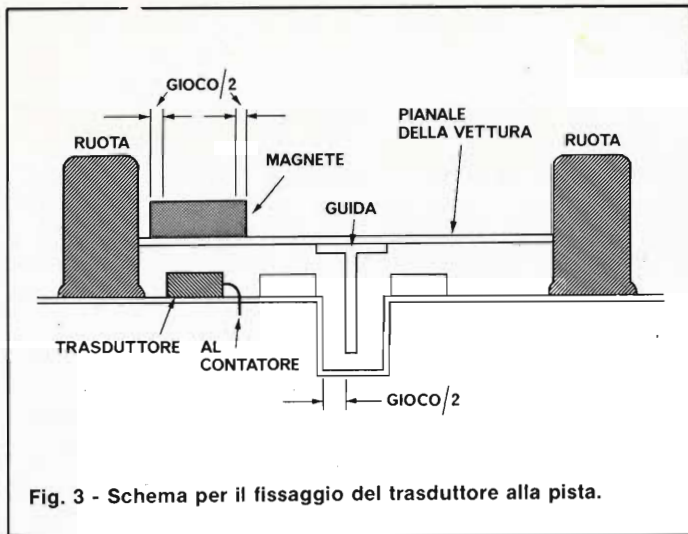 GIOCO/2
RUOTA
MAGNETE
PIANALE
DELLA VETTURA
RUOTA
GUIDA
TRASDUTTORE
AL
CONTATORE
GIOCO/2
Fig. 3 - Schema per il fissaggio del trasduttore alla pista.